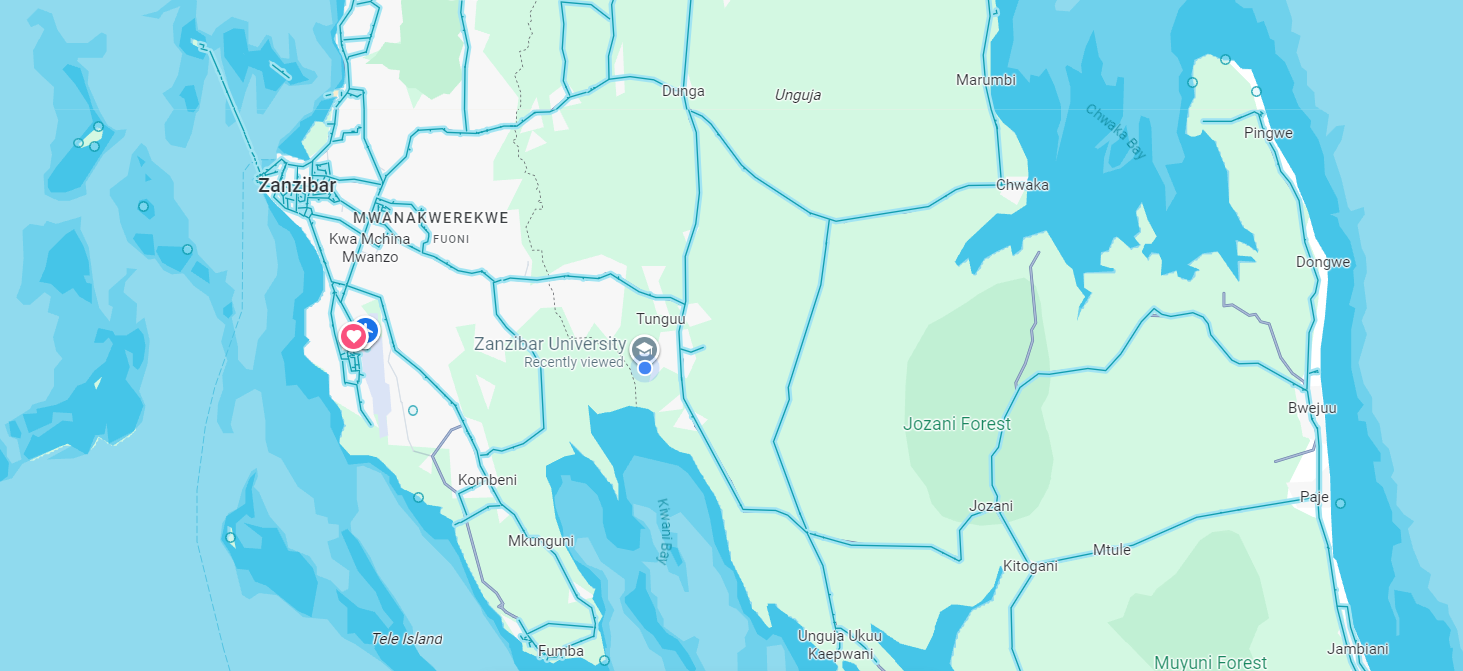 Dunga
Unguja
Marumbi
Chwaka Bay
Pingwe
Zanzibar
Chwaka
MWANAKWEREKWE
Kwa Mchina
Mwanzo
FUONI
Dongwe
Tunguu
Zanzibar University
Recently viewed
Bwejuu
Jozani Forest
Kombeni
Paje
Jozani
Kiwani Bay
Mkunguni
Mtule
Kitogani
Tele Island
Unguja Ukuu
Kaepwani
Fumba
Jambiani
Muyuni Forest